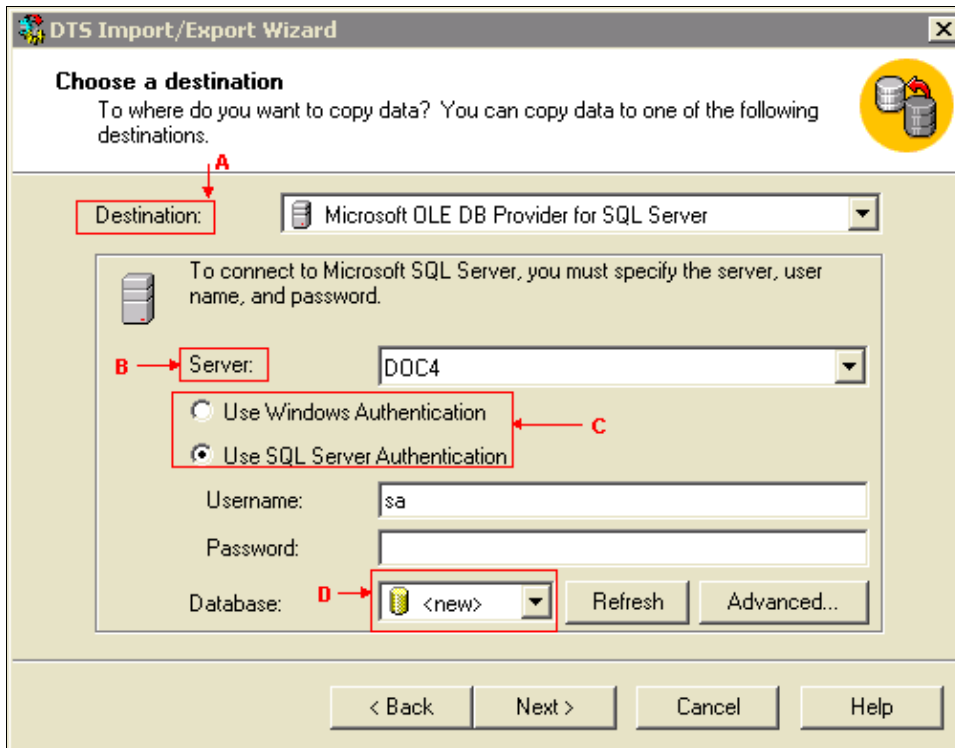 DTS Import/Export Wizard
Choose a destination
To where do you want to copy data? You can copy data to one of the following
destinations.
A
Destination: Microsoft OLE DB Provider for SQL Server
To connect to Microsoft SQL Server, you must specify the server, user
name, and password.
B Server: DOC4
Use Windows Authentication
C
Use SQL Server Authentication
Username: sa
Password:
Database: D <new> Refresh Advanced...
< Back Next > Cancel Help